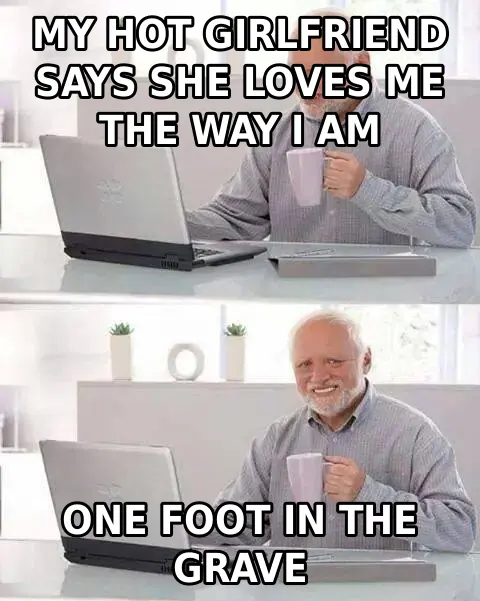 MY HOT GIRLFRIEND
SAYS SHE LOVES ME
THE WAY I AM
ONE FOOT IN THE
GRAVE